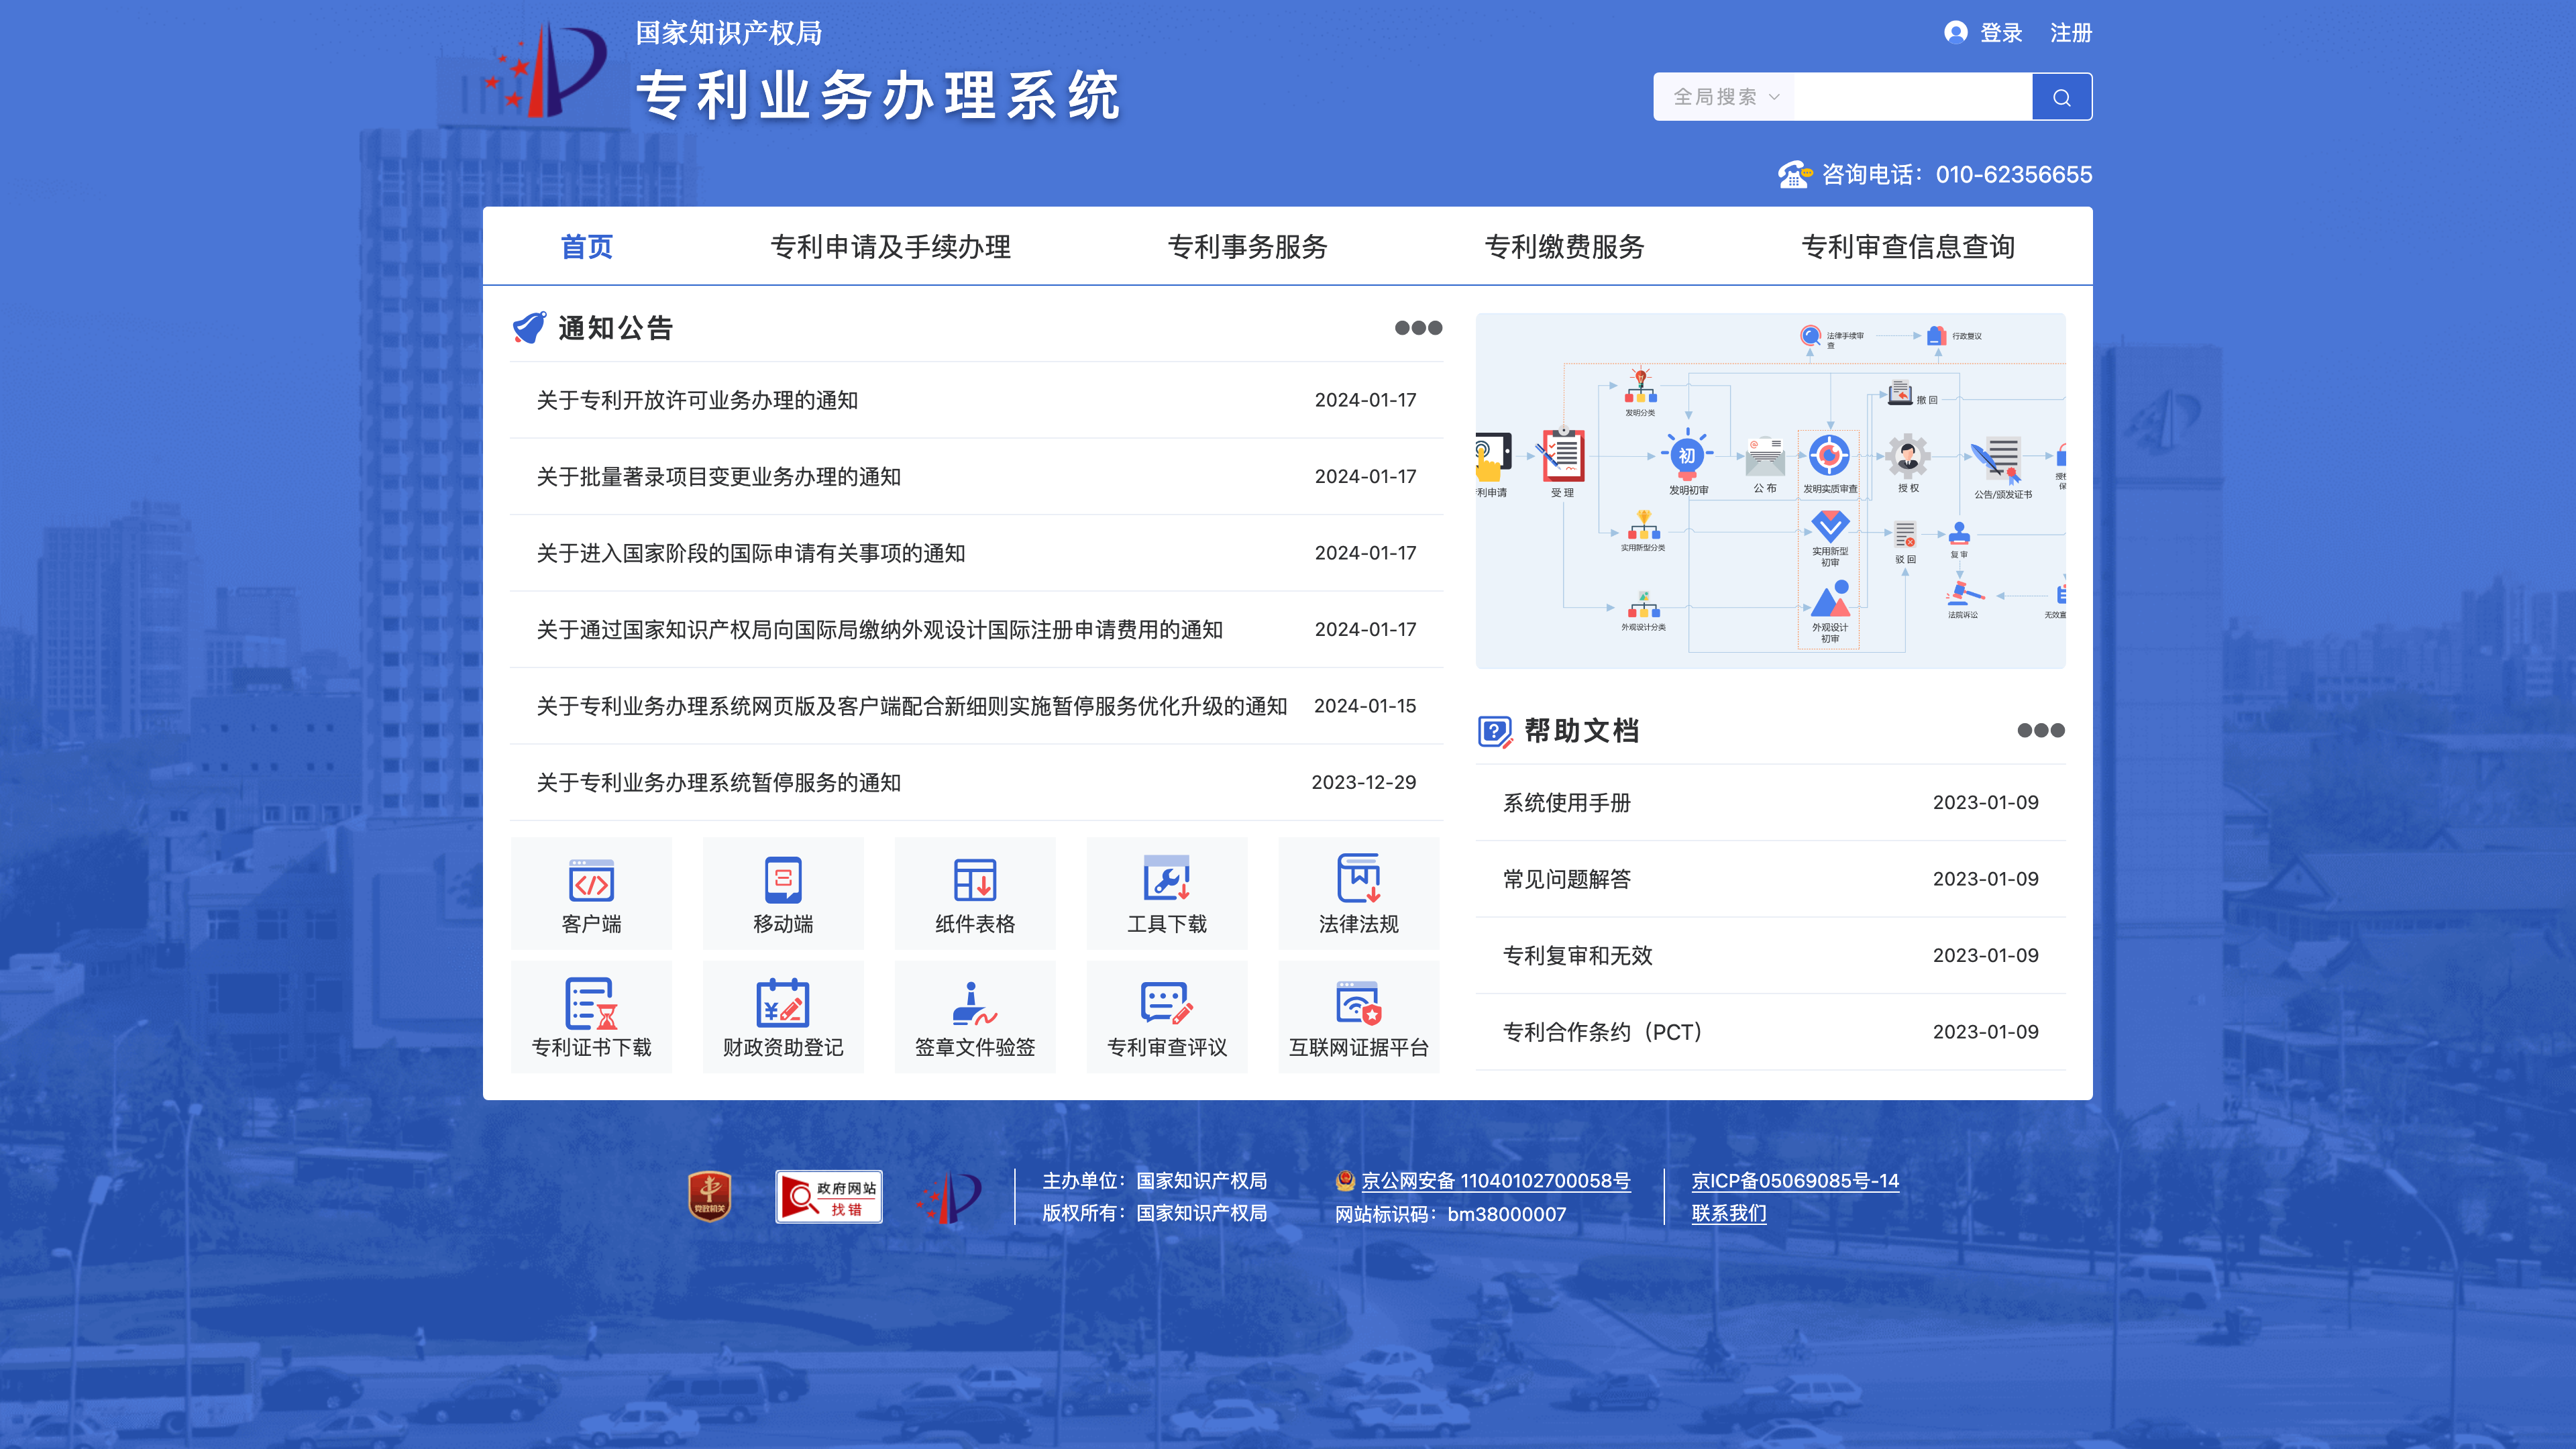 国家知识产权局
专利业务办理系统
登录 注册
全局搜索
咨询电话：010-62356655
首页 专利申请及手续办理 专利事务服务 专利缴费服务 专利审查信息查询
通知公告
关于专利开放许可业务办理的通知 2024-01-17
关于批量著录项目变更业务办理的通知 2024-01-17
关于进入国家阶段的国际申请有关事项的通知 2024-01-17
关于通过国家知识产权局向国际局缴纳外观设计国际注册申请费用的通知 2024-01-17
关于专利业务办理系统网页版及客户端配合新细则实施暂停服务优化升级的通知 2024-01-15
关于专利业务办理系统暂停服务的通知 2023-12-29
客户端 移动端 纸件表格 工具下载 法律法规
专利证书下载 财政资助登记 签章文件验签 专利审查评议 互联网证据平台
法律手续审
查
行政复议
发明分类
撤回
初
利申请
受理
发明初审
公布
发明实质审查
授权
公告/颁发证书
实用新型分类
实用新型
初审
驳回
复审
外观设计分类
外观设计
初审
法院诉讼
无效
帮助文档
系统使用手册 2023-01-09
常见问题解答 2023-01-09
专利复审和无效 2023-01-09
专利合作条约（PCT） 2023-01-09
党政机关
政府网站
找错
主办单位：国家知识产权局
版权所有：国家知识产权局
京公网安备 11040102700058号
网站标识码：bm38000007
京ICP备05069085号-14
联系我们